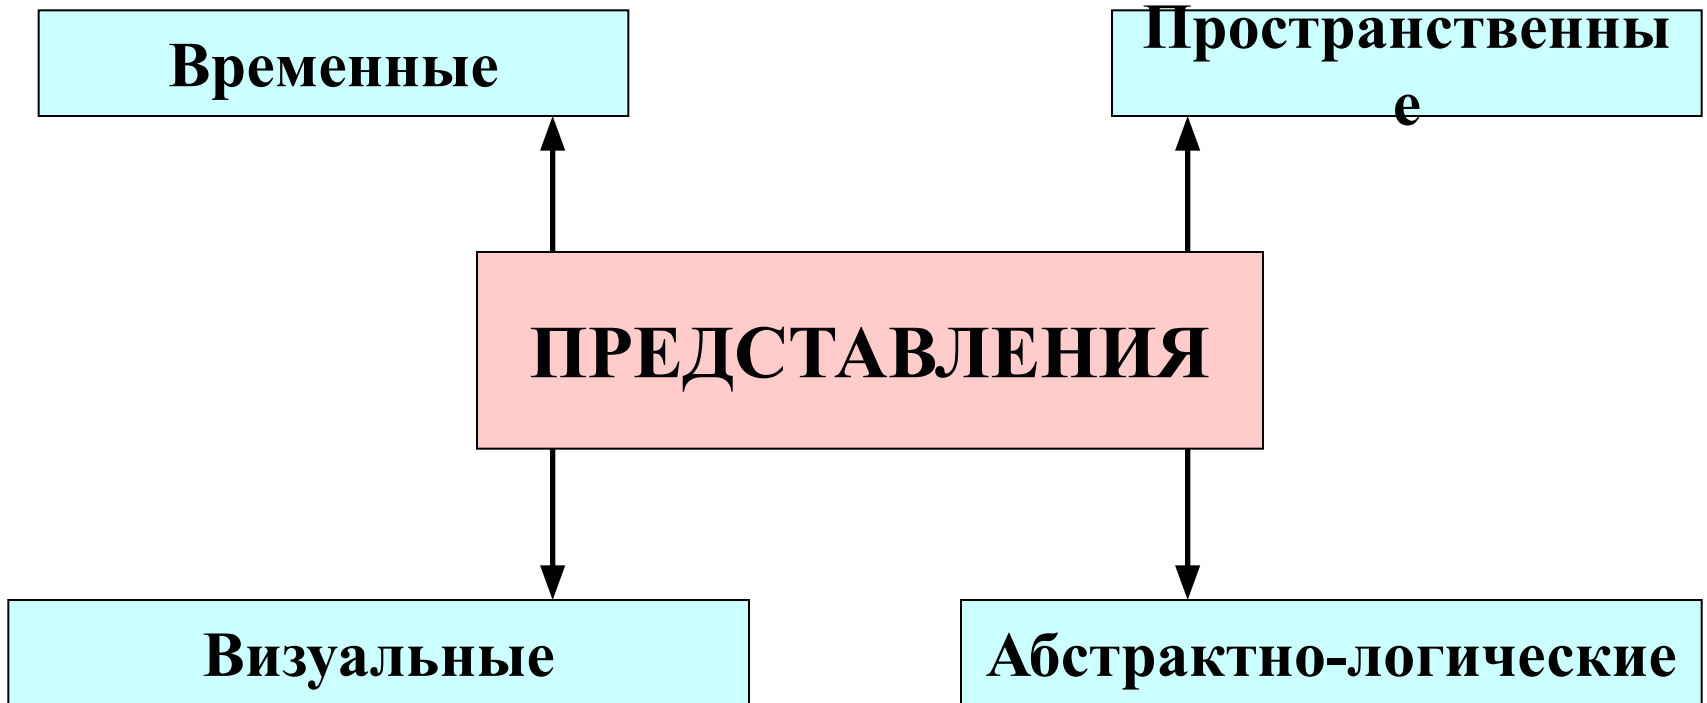 Временные
Пространственны
е
ПРЕДСТАВЛЕНИЯ
Визуальные
Абстрактно-логические